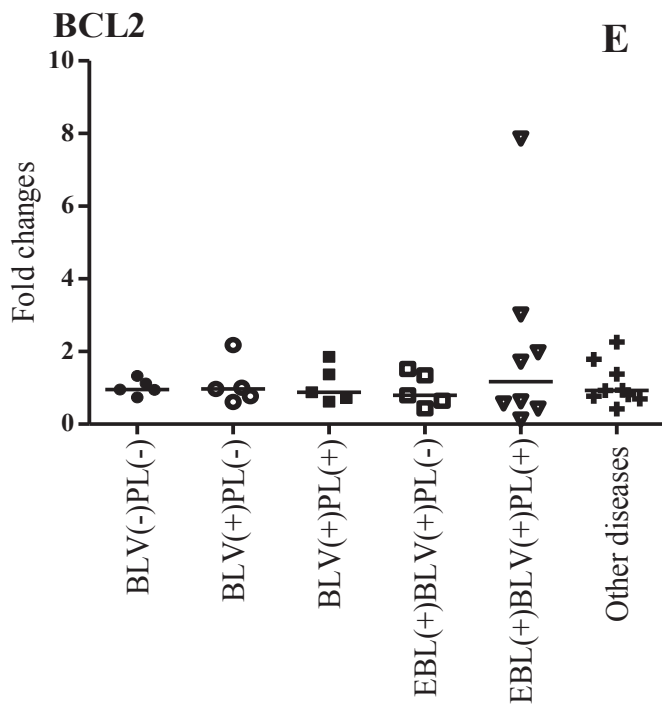 BCL2
E
10
8
6
4
2
0
Fold changes
BLV(-)PL(-)
BLV(+)PL(-)
BLV(+)PL(+)
EBL(+)BLV(+)PL(-)
EBL(+)BLV(+)PL(+)
Other diseases